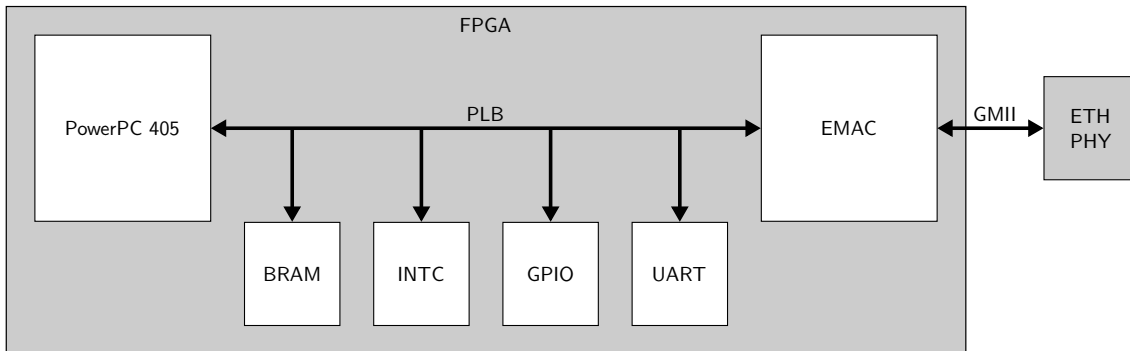 FPGA
PowerPC 405
PLB
EMAC
GMII
ETH
PHY
BRAM
INTC
GPIO
UART